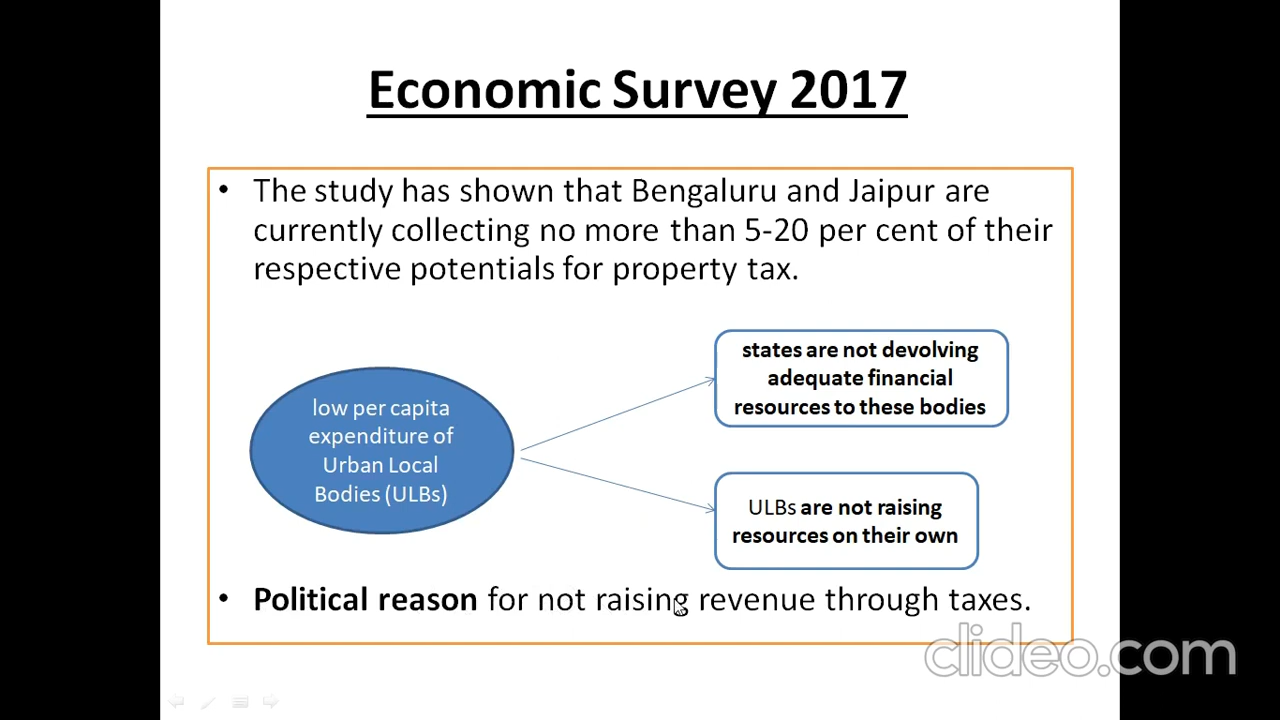 Economic Survey 2017
• The study has shown that Bengaluru and Jaipur are
currently collecting no more than 5-20 per cent of their
respective potentials for property tax.
low per capita
expenditure of
Urban Local
Bodies (ULBs)
states are not devolving
adequate financial
resources to these bodies
ULBs are not raising
resources on their own
• Political reason for not raising revenue through taxes.
clideo.com